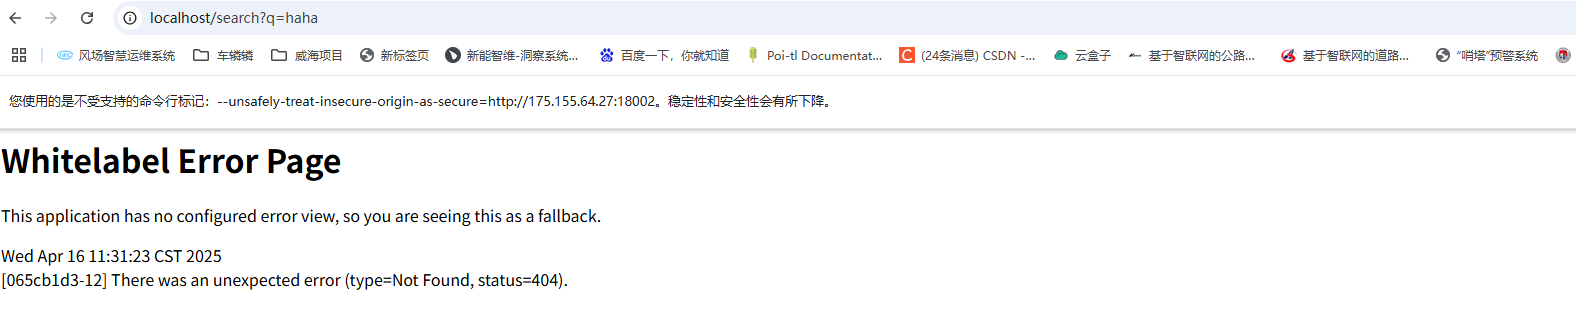 localhost/search?q=haha
风场智慧运维系统 车辚辚 威海项目 新标签页 新能智维-洞察系统... 百度一下，你就知道 Poi-tl Documentat... C (24条消息) CSDN -... 云盒子 基于智联网的公路... 基于智联网的道路... “哨塔”预警系统
您使用的是不受支持的命令行标记：--unsafely-treat-insecure-origin-as-secure=http://175.155.64.27:18002。稳定性和安全性会有所下降。
Whitelabel Error Page
This application has no configured error view, so you are seeing this as a fallback.
Wed Apr 16 11:31:23 CST 2025
[065cb1d3-12] There was an unexpected error (type=Not Found, status=404).